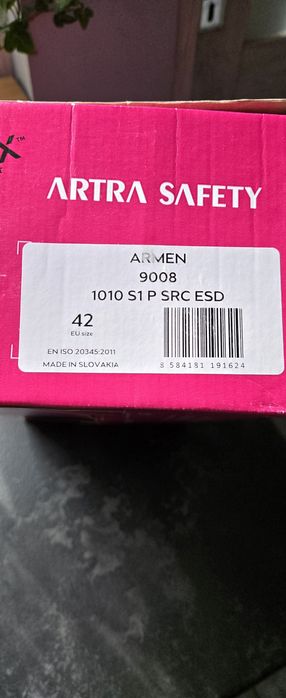 ARTRA SAFETY
ARMEN
9008
1010 S1 P SRC ESD
42
EU size
EN ISO 20345:2011
MADE IN SLOVAKIA
8 584181 191624